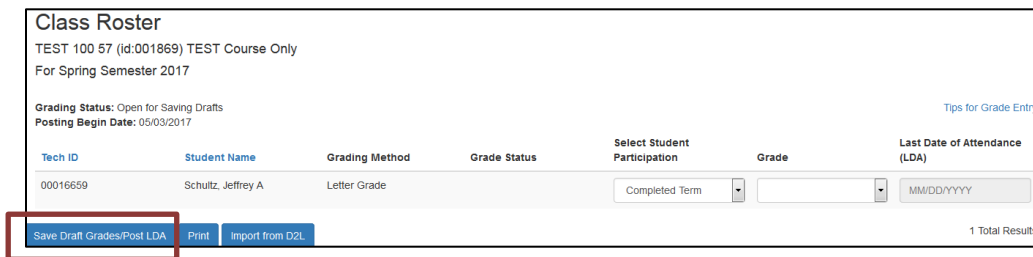 Class Roster
TEST 100 57 (id:001869) TEST Course Only
For Spring Semester 2017
Grading Status: Open for Saving Drafts
Posting Begin Date: 05/03/2017
Tips for Grade Entry
Tech ID Student Name Grading Method Grade Status Select Student Participation Grade Last Date of Attendance (LDA)
00016659 Schultz, Jeffrey A Letter Grade Completed Term MM/DD/YYYY
Save Draft Grades/Post LDA Print Import from D2L
1 Total Results